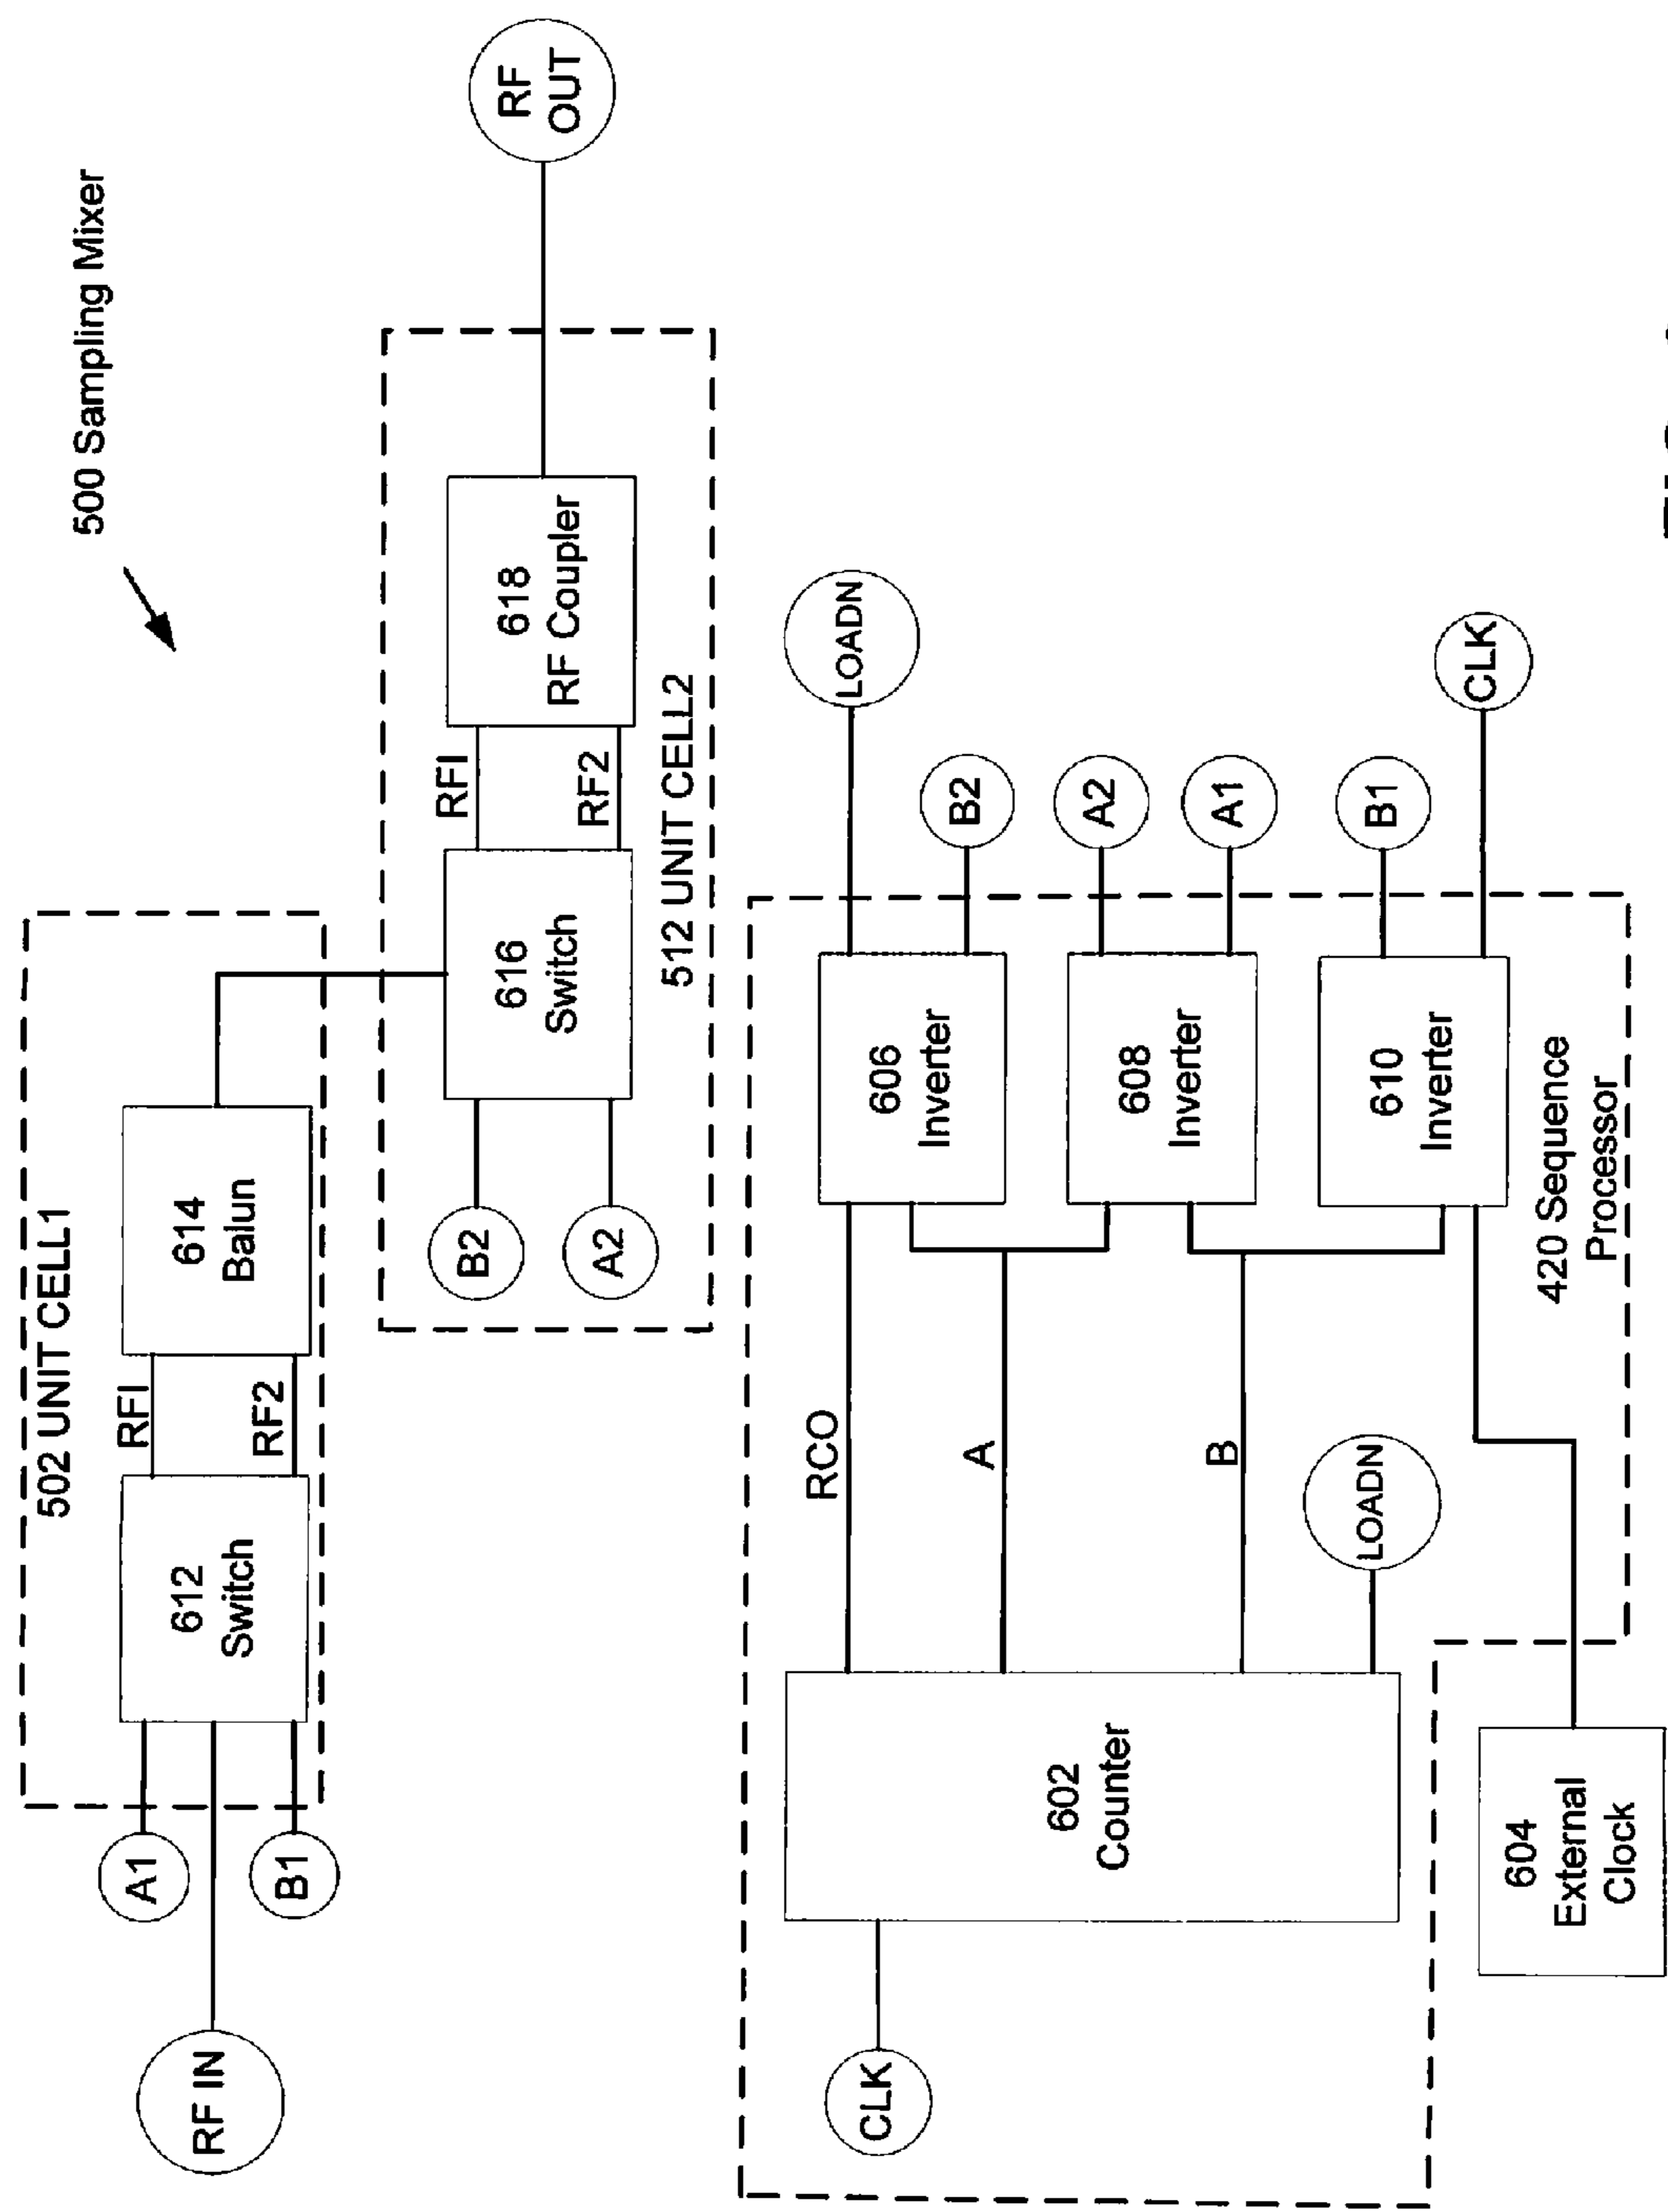 500 Sampling Mixer
502 UNIT CELL1
A1
RF IN
B1
612
Switch
RFI
RF2
614
Balun
B2
A2
616
Switch
RFI
RF2
618
RF Coupler
512 UNIT CELL2
RF
OUT
CLK
602
Counter
RCO
A
B
LOADN
606
Inverter
608
Inverter
610
Inverter
LOADN
B2
A2
A1
B1
CLK
420 Sequence
Processor
604
External
Clock